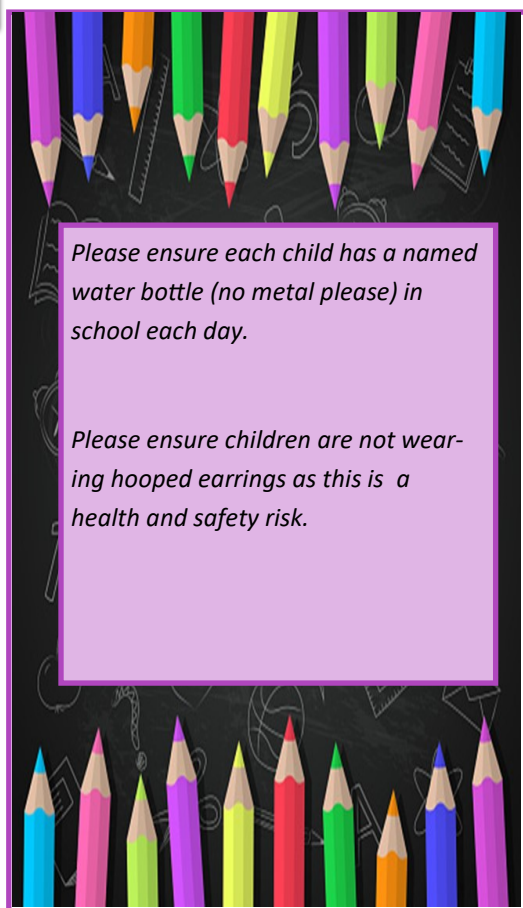 Please ensure each child has a named
water bottle (no metal please) in
school each day.
Please ensure children are not wear-
ing hooped earrings as this is  a
health and safety risk.